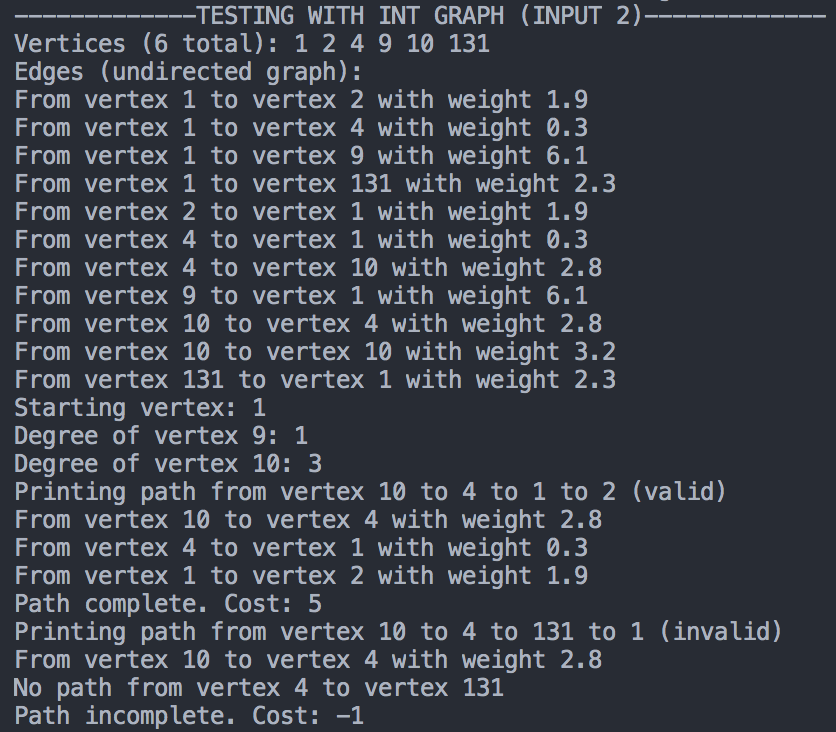 -------------TESTING WITH INT GRAPH (INPUT 2)-------------
Vertices (6 total): 1 2 4 9 10 131
Edges (undirected graph):
From vertex 1 to vertex 2 with weight 1.9
From vertex 1 to vertex 4 with weight 0.3
From vertex 1 to vertex 9 with weight 6.1
From vertex 1 to vertex 131 with weight 2.3
From vertex 2 to vertex 1 with weight 1.9
From vertex 4 to vertex 1 with weight 0.3
From vertex 4 to vertex 10 with weight 2.8
From vertex 9 to vertex 1 with weight 6.1
From vertex 10 to vertex 4 with weight 2.8
From vertex 10 to vertex 10 with weight 3.2
From vertex 131 to vertex 1 with weight 2.3
Starting vertex: 1
Degree of vertex 9: 1
Degree of vertex 10: 3
Printing path from vertex 10 to 4 to 1 to 2 (valid)
From vertex 10 to vertex 4 with weight 2.8
From vertex 4 to vertex 1 with weight 0.3
From vertex 1 to vertex 2 with weight 1.9
Path complete. Cost: 5
Printing path from vertex 10 to 4 to 131 to 1 (invalid)
From vertex 10 to vertex 4 with weight 2.8
No path from vertex 4 to vertex 131
Path incomplete. Cost: -1